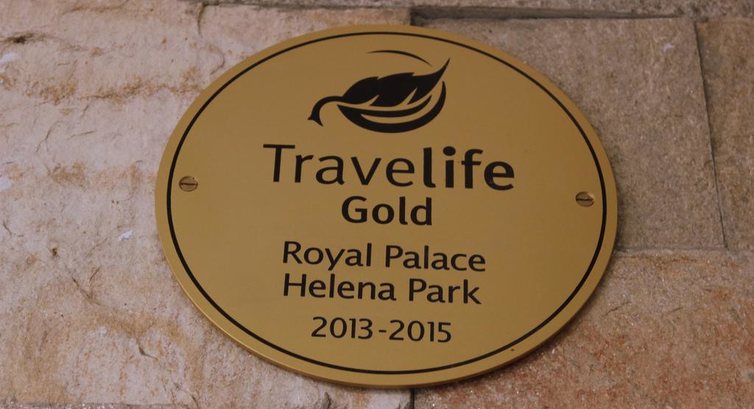 Travelife
Gold
Royal Palace
Helena Park
2013-2015